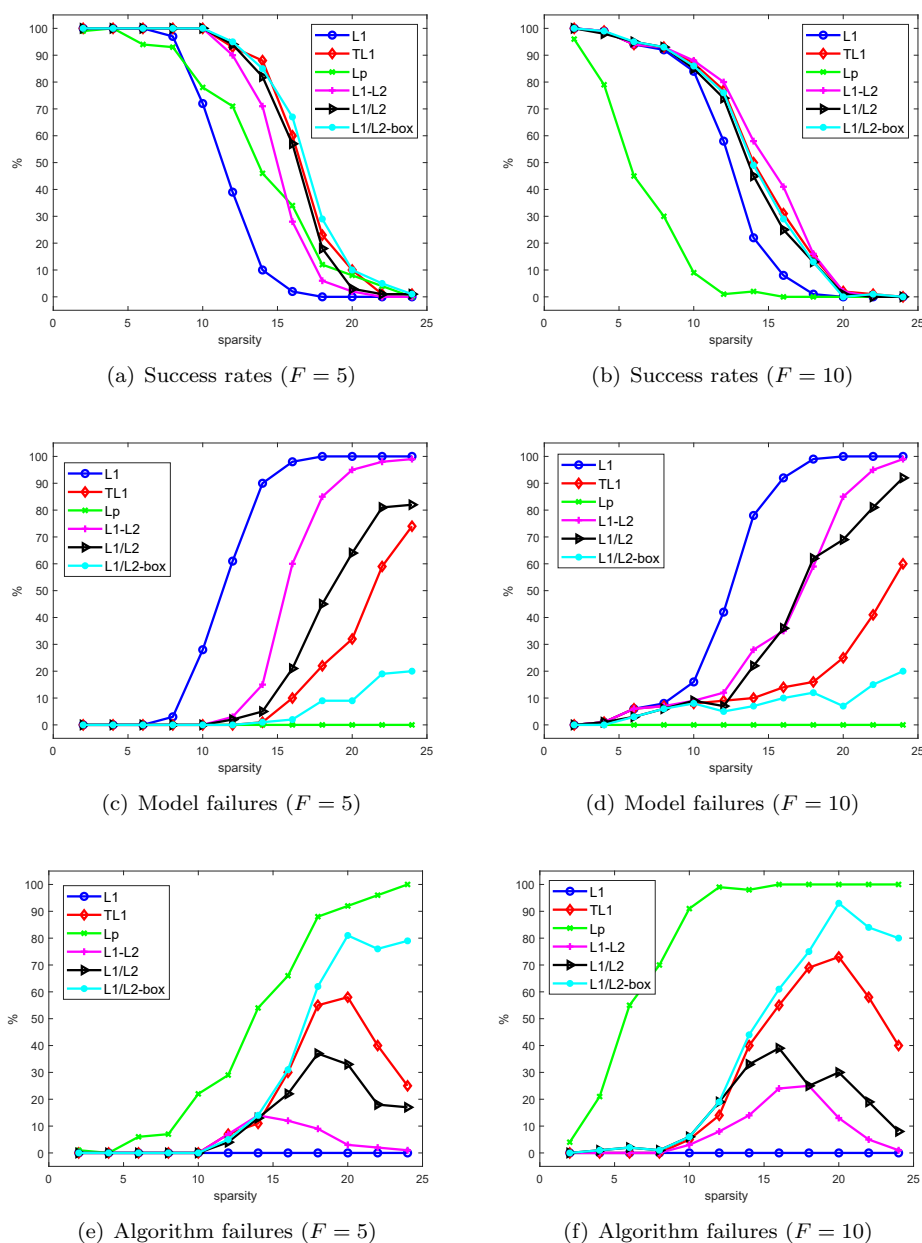 100
90
80
70
60
50
40
30
20
10
0
%
L1
TL1
Lp
L1-L2
L1/L2
L1/L2-box
0 5 10 15 20 25
sparsity
(a) Success rates (F = 5)
100
90
80
70
60
50
40
30
20
10
0
%
L1
TL1
Lp
L1-L2
L1/L2
L1/L2-box
0 5 10 15 20 25
sparsity
(b) Success rates (F = 10)
100
90
80
70
60
50
40
30
20
10
0
%
L1
TL1
Lp
L1-L2
L1/L2
L1/L2-box
0 5 10 15 20 25
sparsity
(c) Model failures (F = 5)
100
90
80
70
60
50
40
30
20
10
0
%
L1
TL1
Lp
L1-L2
L1/L2
L1/L2-box
0 5 10 15 20 25
sparsity
(d) Model failures (F = 10)
100
90
80
70
60
50
40
30
20
10
0
%
L1
TL1
Lp
L1-L2
L1/L2
L1/L2-box
0 5 10 15 20 25
sparsity
(e) Algorithm failures (F = 5)
100
90
80
70
60
50
40
30
20
10
0
%
L1
TL1
Lp
L1-L2
L1/L2
L1/L2-box
0 5 10 15 20 25
sparsity
(f) Algorithm failures (F = 10)